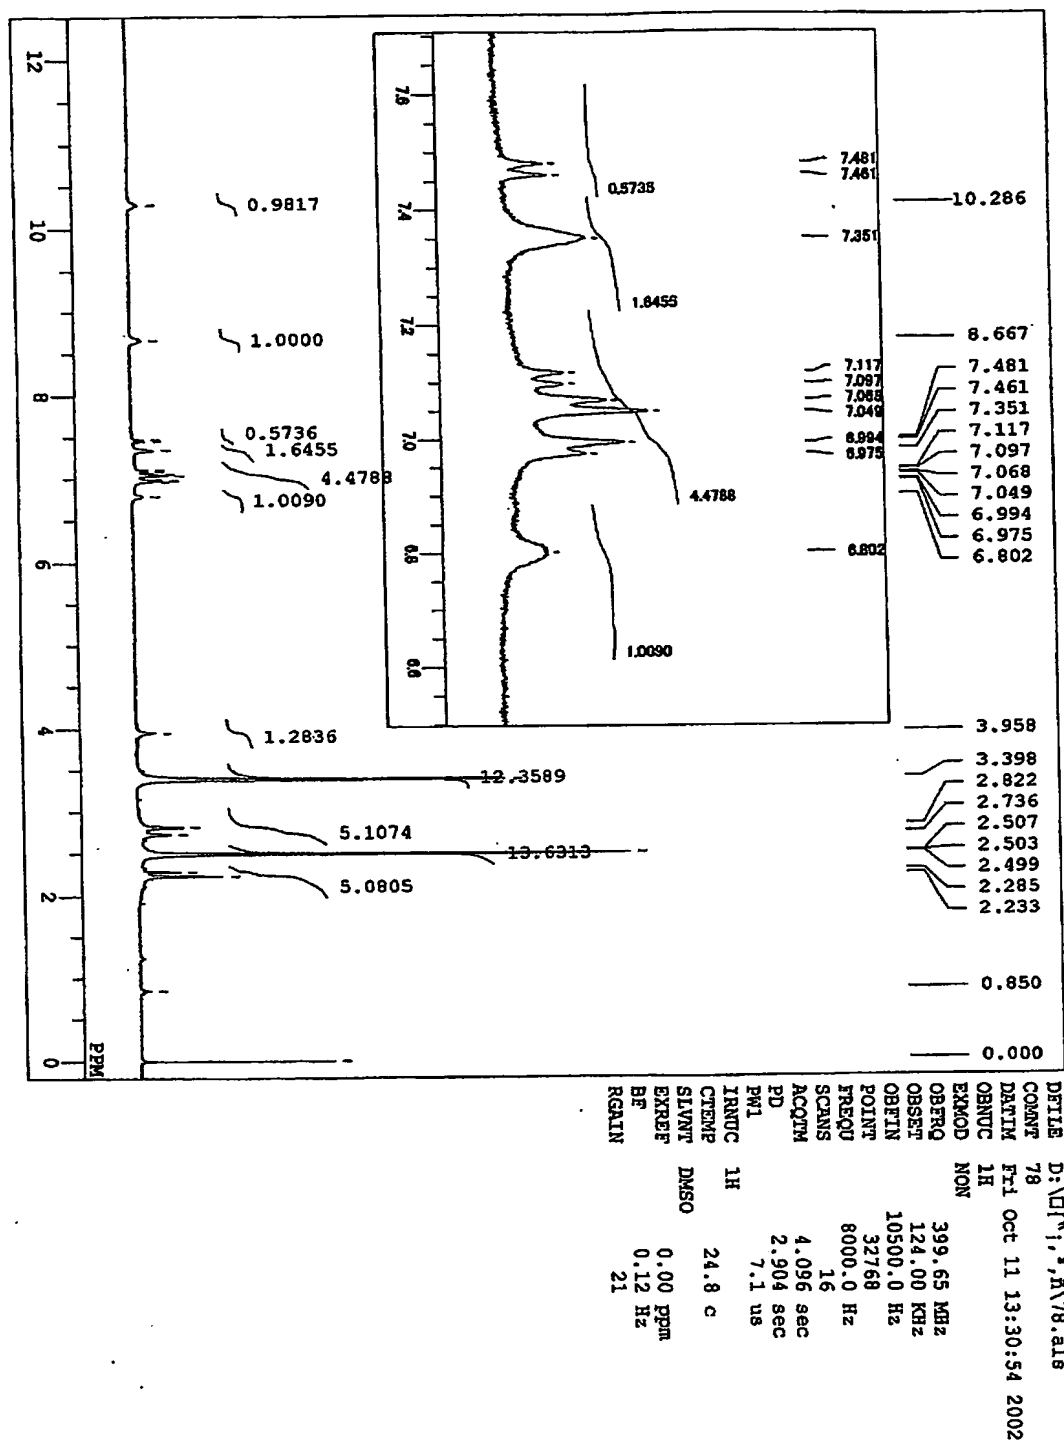 12
10
8
6
4
2
0
PPM
0.9817
1.0000
0.5736
1.6455
4.4788
1.0090
1.2836
12.3589
5.1074
13.6313
5.0805
7.6
7.4
7.2
7.0
6.8
6.6
0.5735
1.6455
4.4788
1.0090
7.481
7.461
7.351
7.117
7.097
7.068
7.049
6.994
6.975
6.802
10.286
8.667
7.481
7.461
7.351
7.117
7.097
7.068
7.049
6.994
6.975
6.802
3.958
3.398
2.822
2.736
2.507
2.503
2.499
2.285
2.233
0.850
0.000
DFILE
COMNT 78
DATIM Fri Oct 11 13:30:54 2002
OBNUC 1H
EXMOD NON
OBFRQ 399.65 MHz
OBSET 124.00 KHz
OBFIN 10500.0 Hz
POINT 32768
FREQU 8000.0 Hz
SCANS 16
ACQTM 4.096 sec
PD 2.904 sec
PW1 7.1 us
IRNUC 1H
CTEMP 24.8 c
SLVNT DMSO
EXREF 0.00 ppm
BF 0.12 Hz
RGAIN 21